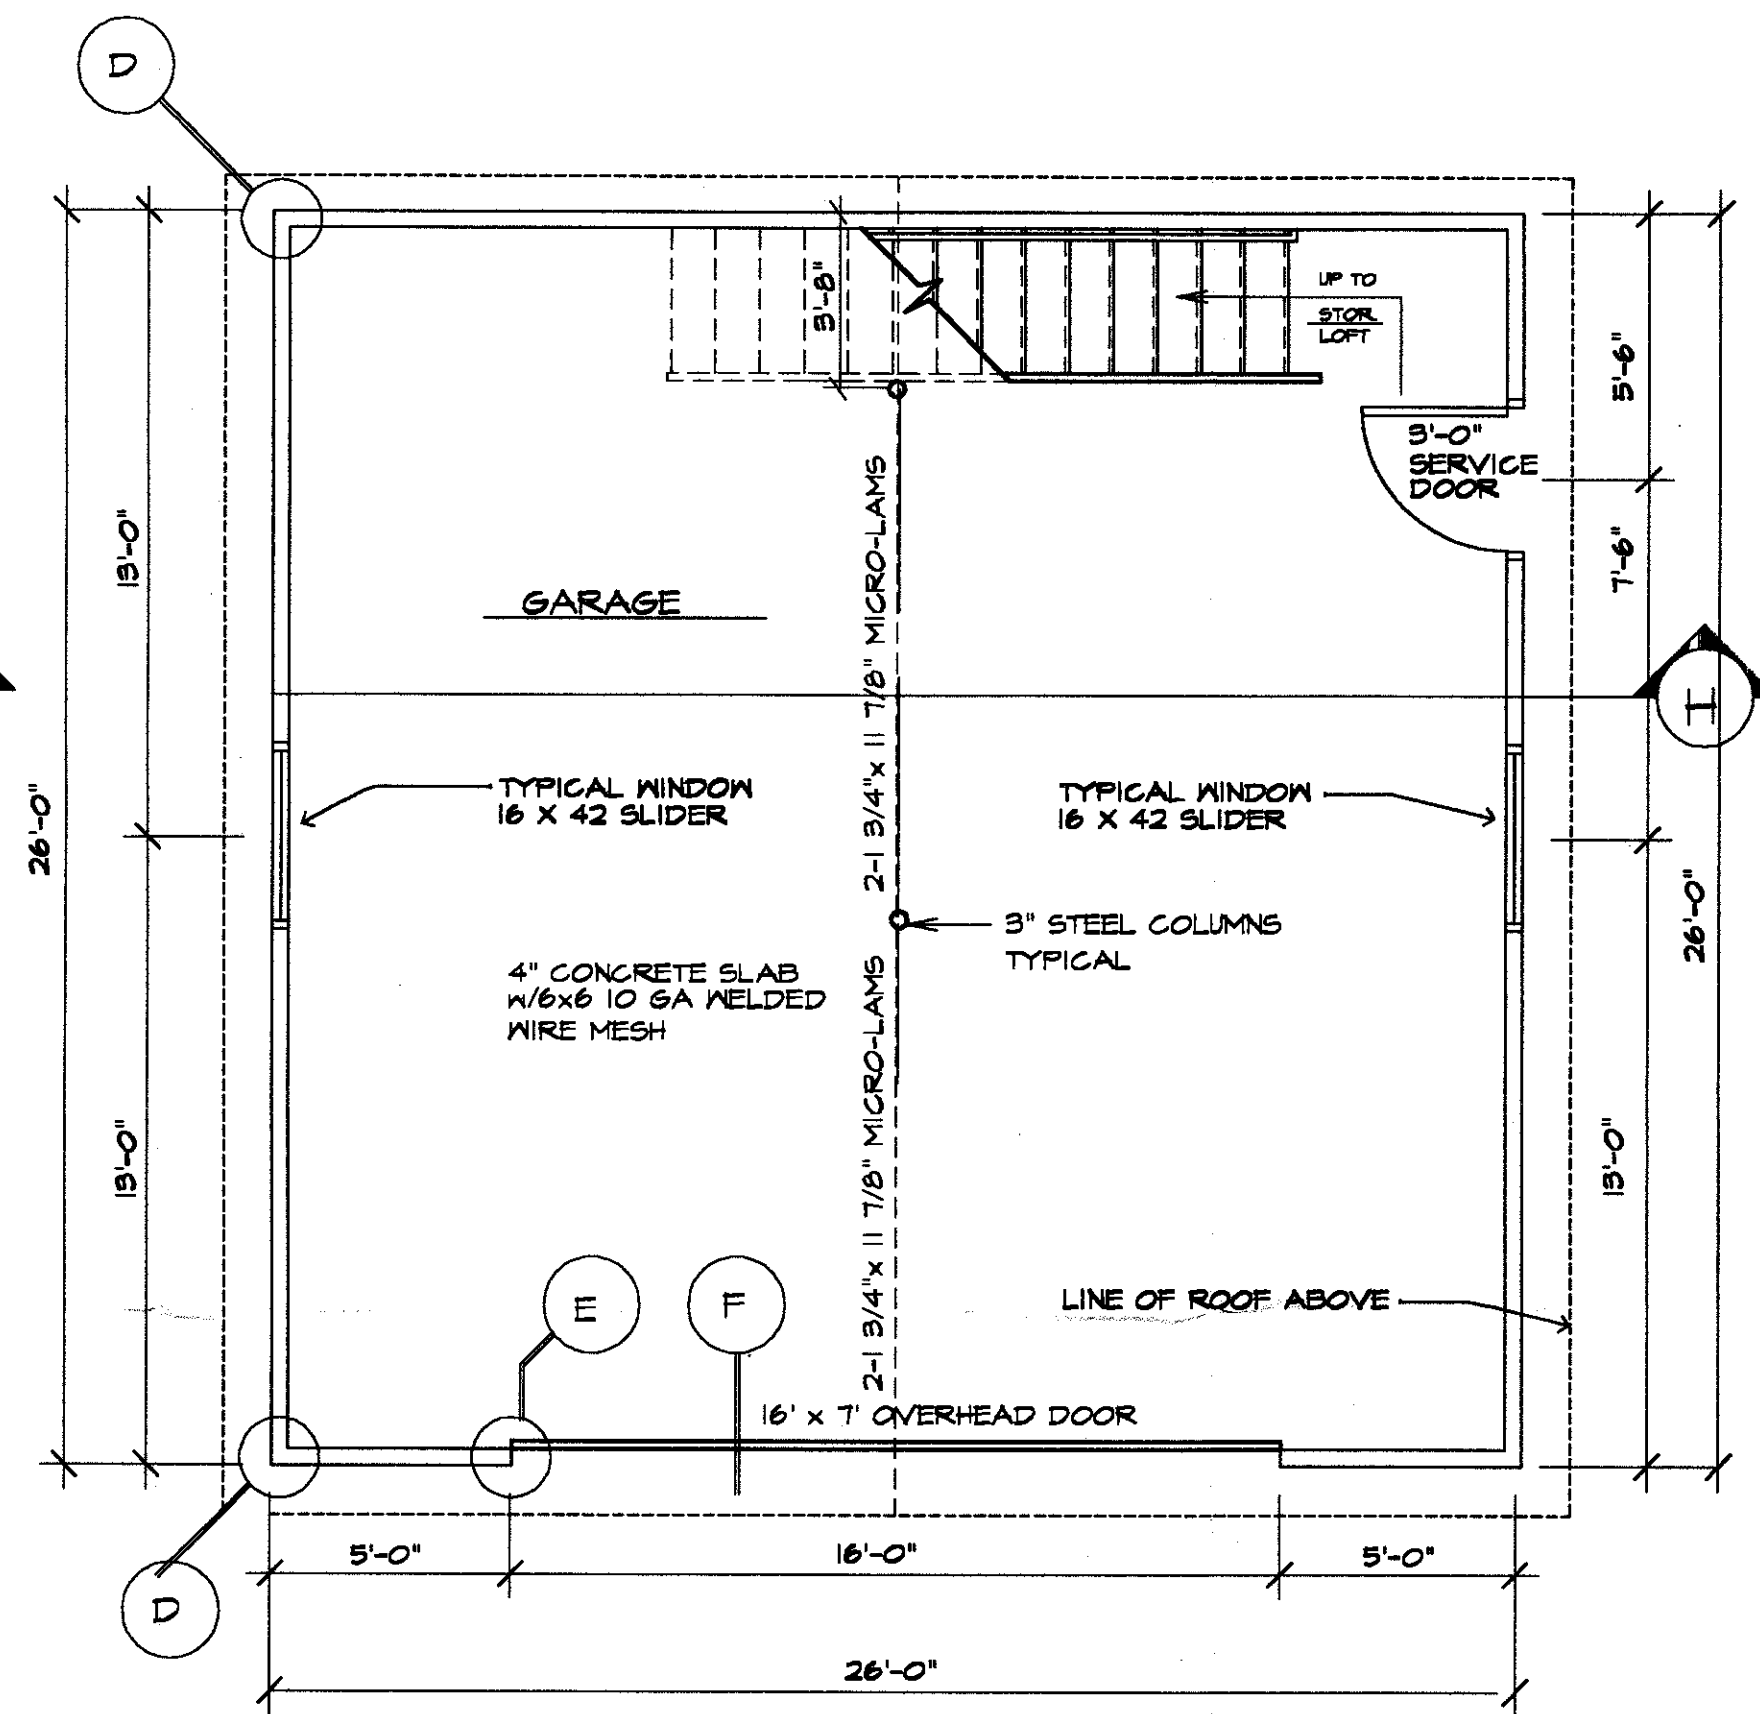 D
3'-8"
UP TO
STOR
LOFT
5'-6"
3'-0"
SERVICE
DOOR
13'-0"
7'-6"
GARAGE
2-1 3/4"x 11 7/8" MICRO-LAMS
I
26'-0"
TYPICAL WINDOW
16 X 42 SLIDER
TYPICAL WINDOW
16 X 42 SLIDER
26'-0"
3" STEEL COLUMNS
TYPICAL
4" CONCRETE SLAB
W/6x6 10 GA WELDED
WIRE MESH
13'-0"
13'-0"
2-1 3/4"x 11 7/8" MICRO-LAMS
E
F
LINE OF ROOF ABOVE
16' x 7' OVERHEAD DOOR
5'-0"
16'-0"
5'-0"
D
26'-0"